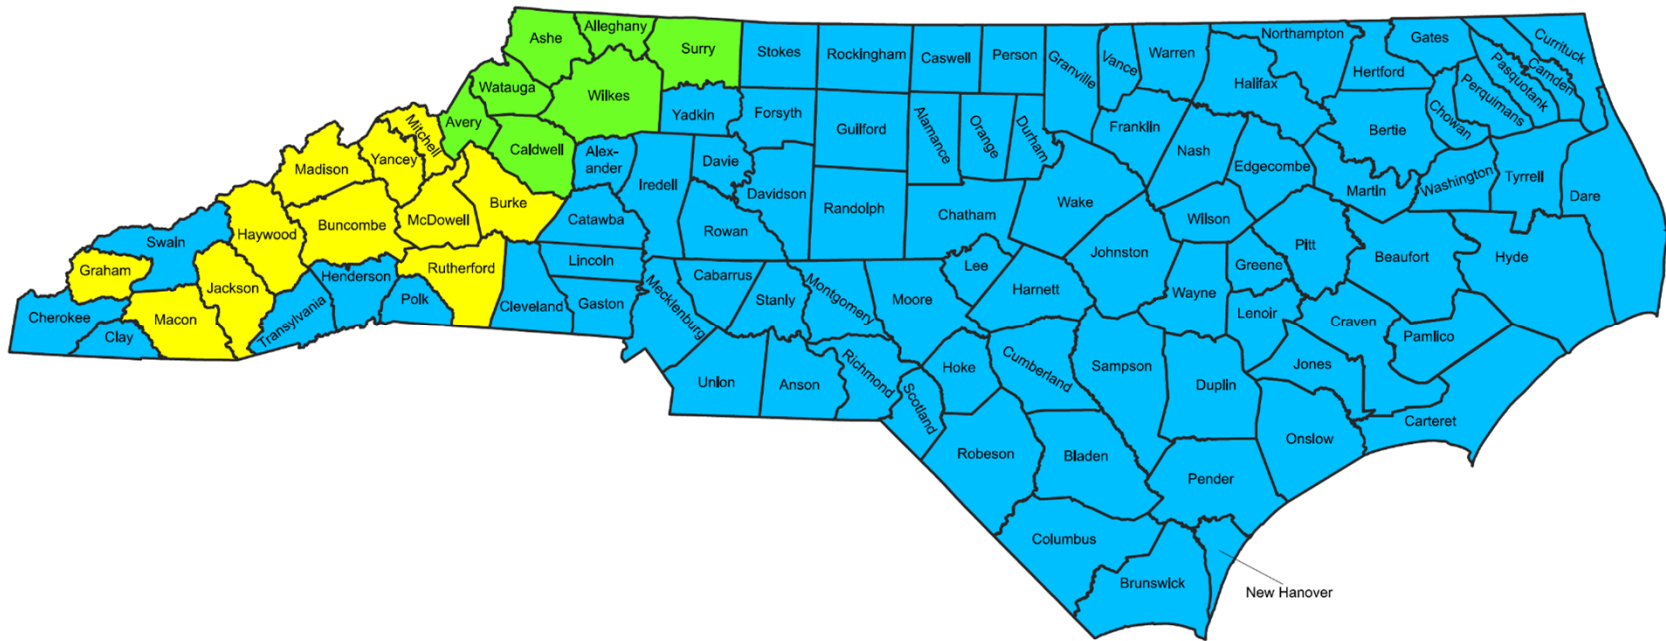 Ashe
Alleghany
Surry
Stokes
Rockingham
Caswell
Person
Granville
Vance
Warren
Northampton
Halifax
Gates
Hertford
Currituck
Camden
Pasquotank
Perquimans
Chowan
Bertie
Watauga
Wilkes
Yadkin
Forsyth
Guilford
Alamance
Orange
Durham
Franklin
Nash
Edgecombe
Martin
Washington
Tyrrell
Dare
Avery
Caldwell
Mitchell
Yancey
Madison
Alex-
ander
Iredell
Davie
Davidson
Randolph
Chatham
Wake
Wilson
Pitt
Beaufort
Hyde
Burke
McDowell
Buncombe
Haywood
Swain
Graham
Catawba
Rowan
Lincoln
Johnston
Greene
Rutherford
Henderson
Polk
Transylvania
Jackson
Macon
Cherokee
Clay
Cleveland
Gaston
Mecklenburg
Cabarrus
Stanly
Montgomery
Moore
Lee
Harnett
Wayne
Lenoir
Craven
Pamlico
Jones
Union
Anson
Richmond
Scotland
Hoke
Cumberland
Sampson
Duplin
Onslow
Carteret
Robeson
Bladen
Pender
Columbus
Brunswick
New Hanover